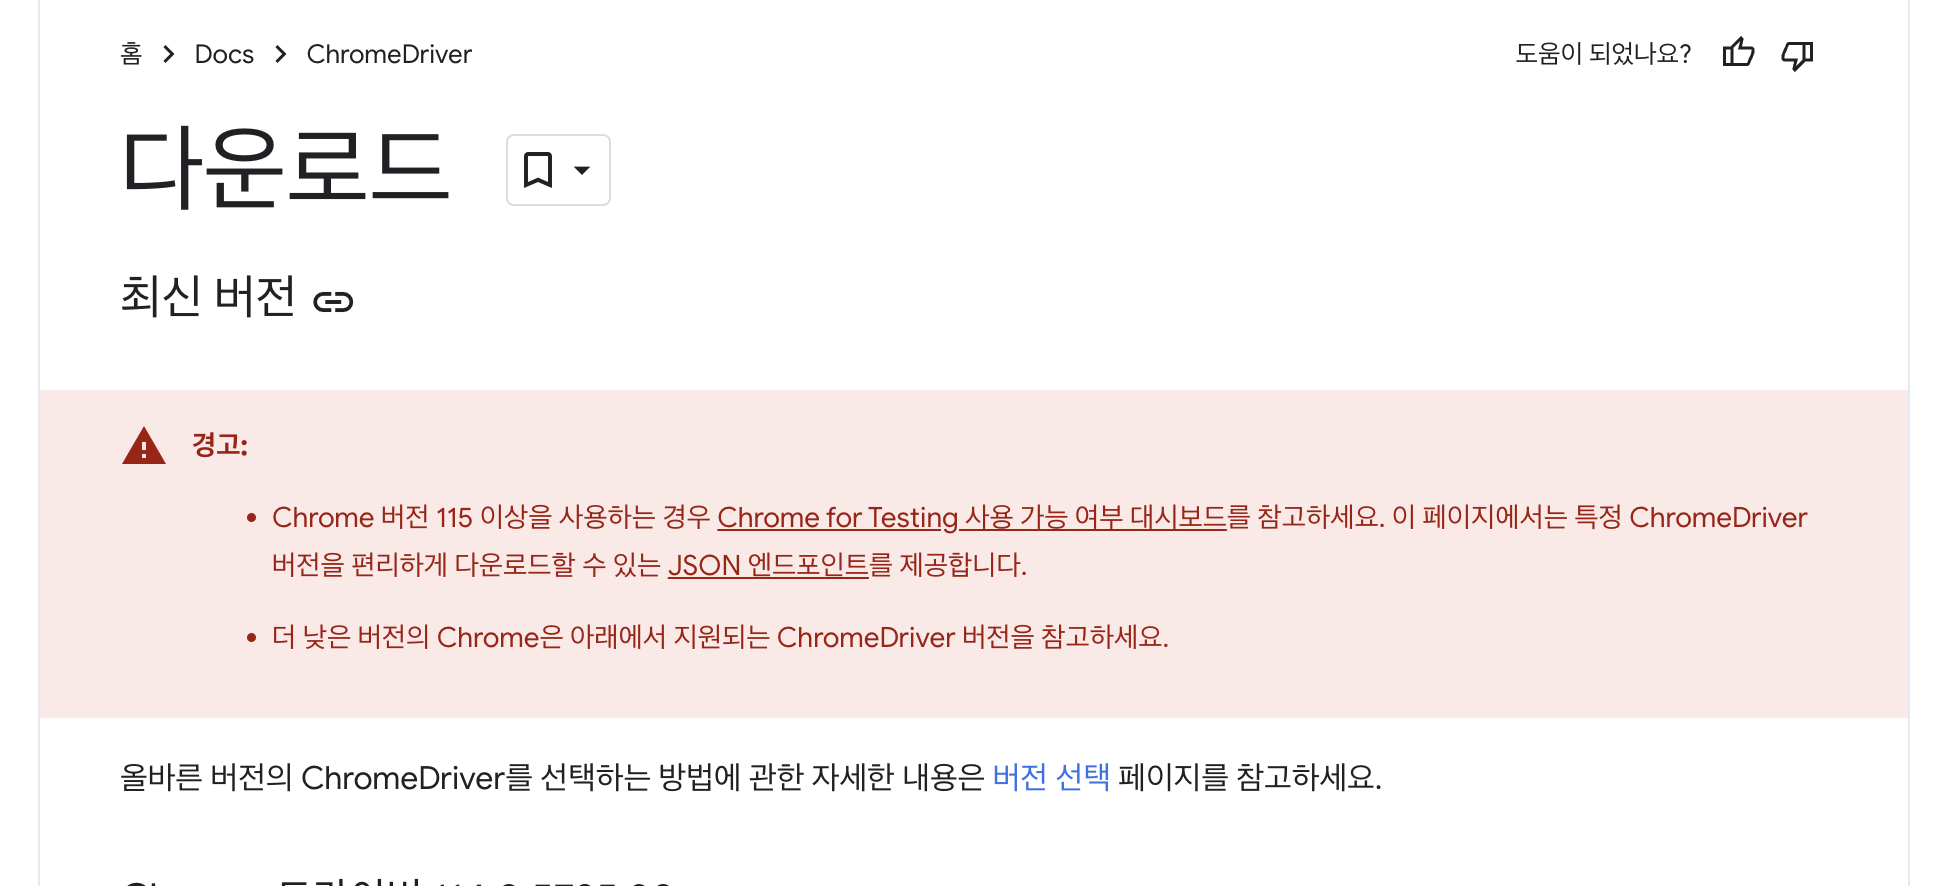 홈 > Docs > ChromeDriver
도움이 되었나요?
다운로드
최신 버전
경고:
• Chrome 버전 115 이상을 사용하는 경우 Chrome for Testing 사용 가능 여부 대시보드를 참고하세요. 이 페이지에서는 특정 ChromeDriver
버전을 편리하게 다운로드할 수 있는 JSON 엔드포인트를 제공합니다.
• 더 낮은 버전의 Chrome은 아래에서 지원되는 ChromeDriver 버전을 참고하세요.
올바른 버전의 ChromeDriver를 선택하는 방법에 관한 자세한 내용은 버전 선택 페이지를 참고하세요.